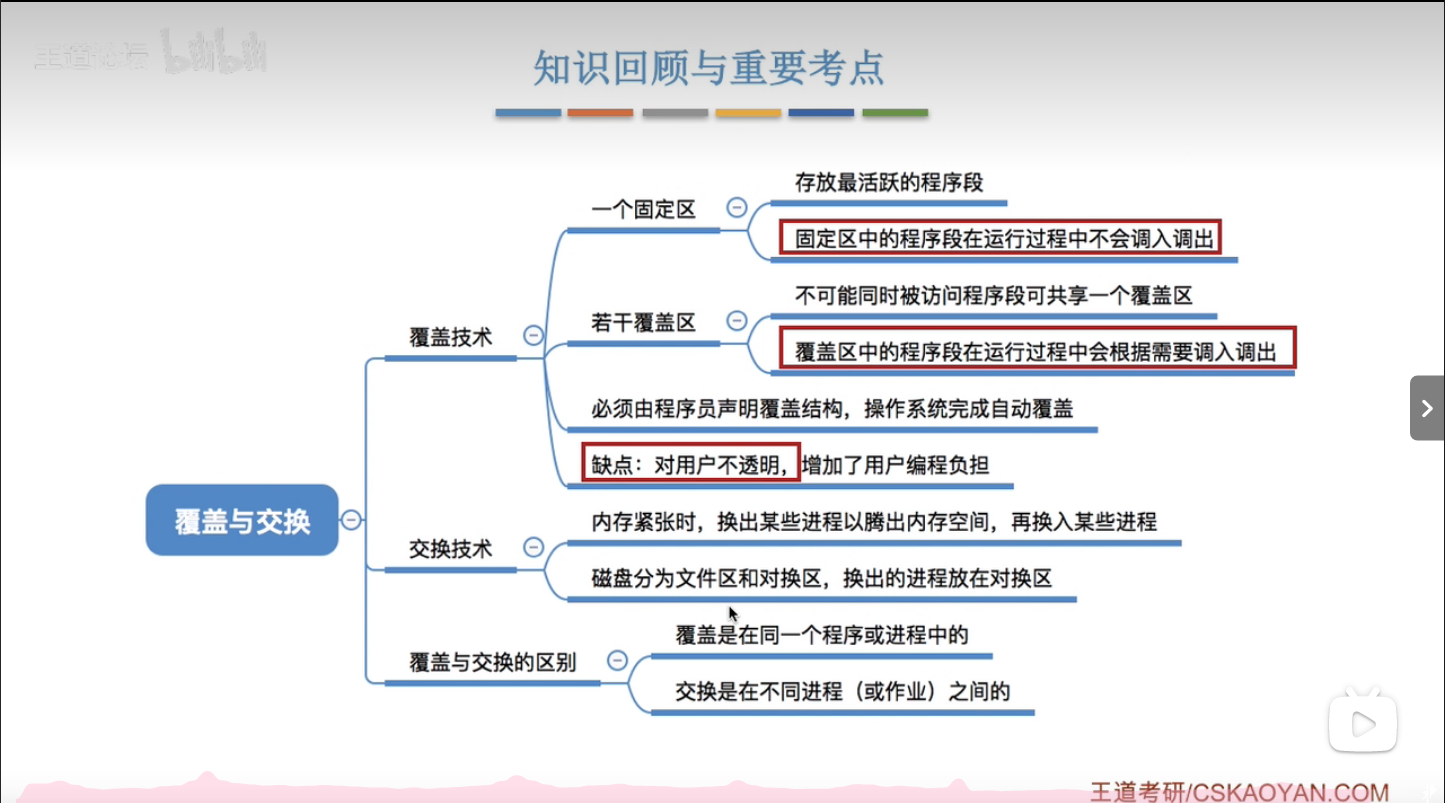 王道论坛 bilibili
知识回顾与重要考点
存放最活跃的程序段
一个固定区
固定区中的程序段在运行过程中不会调入调出
不可能同时被访问程序段可共享一个覆盖区
若干覆盖区
覆盖技术
覆盖区中的程序段在运行过程中会根据需要调入调出
必须由程序员声明覆盖结构，操作系统完成自动覆盖
缺点：对用户不透明，增加了用户编程负担
覆盖与交换
内存紧张时，换出某些进程以腾出内存空间，再换入某些进程
交换技术
磁盘分为文件区和对换区，换出的进程放在对换区
覆盖是在同一个程序或进程中的
覆盖与交换的区别
交换是在不同进程（或作业）之间的
王道考研/CSKAOYAN.COM